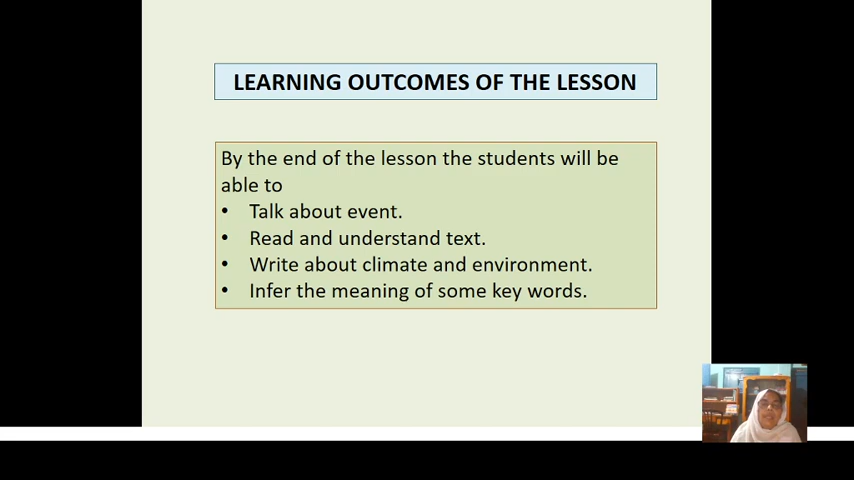 LEARNING OUTCOMES OF THE LESSON
By the end of the lesson the students will be
able to
• Talk about event.
• Read and understand text.
• Write about climate and environment.
• Infer the meaning of some key words.